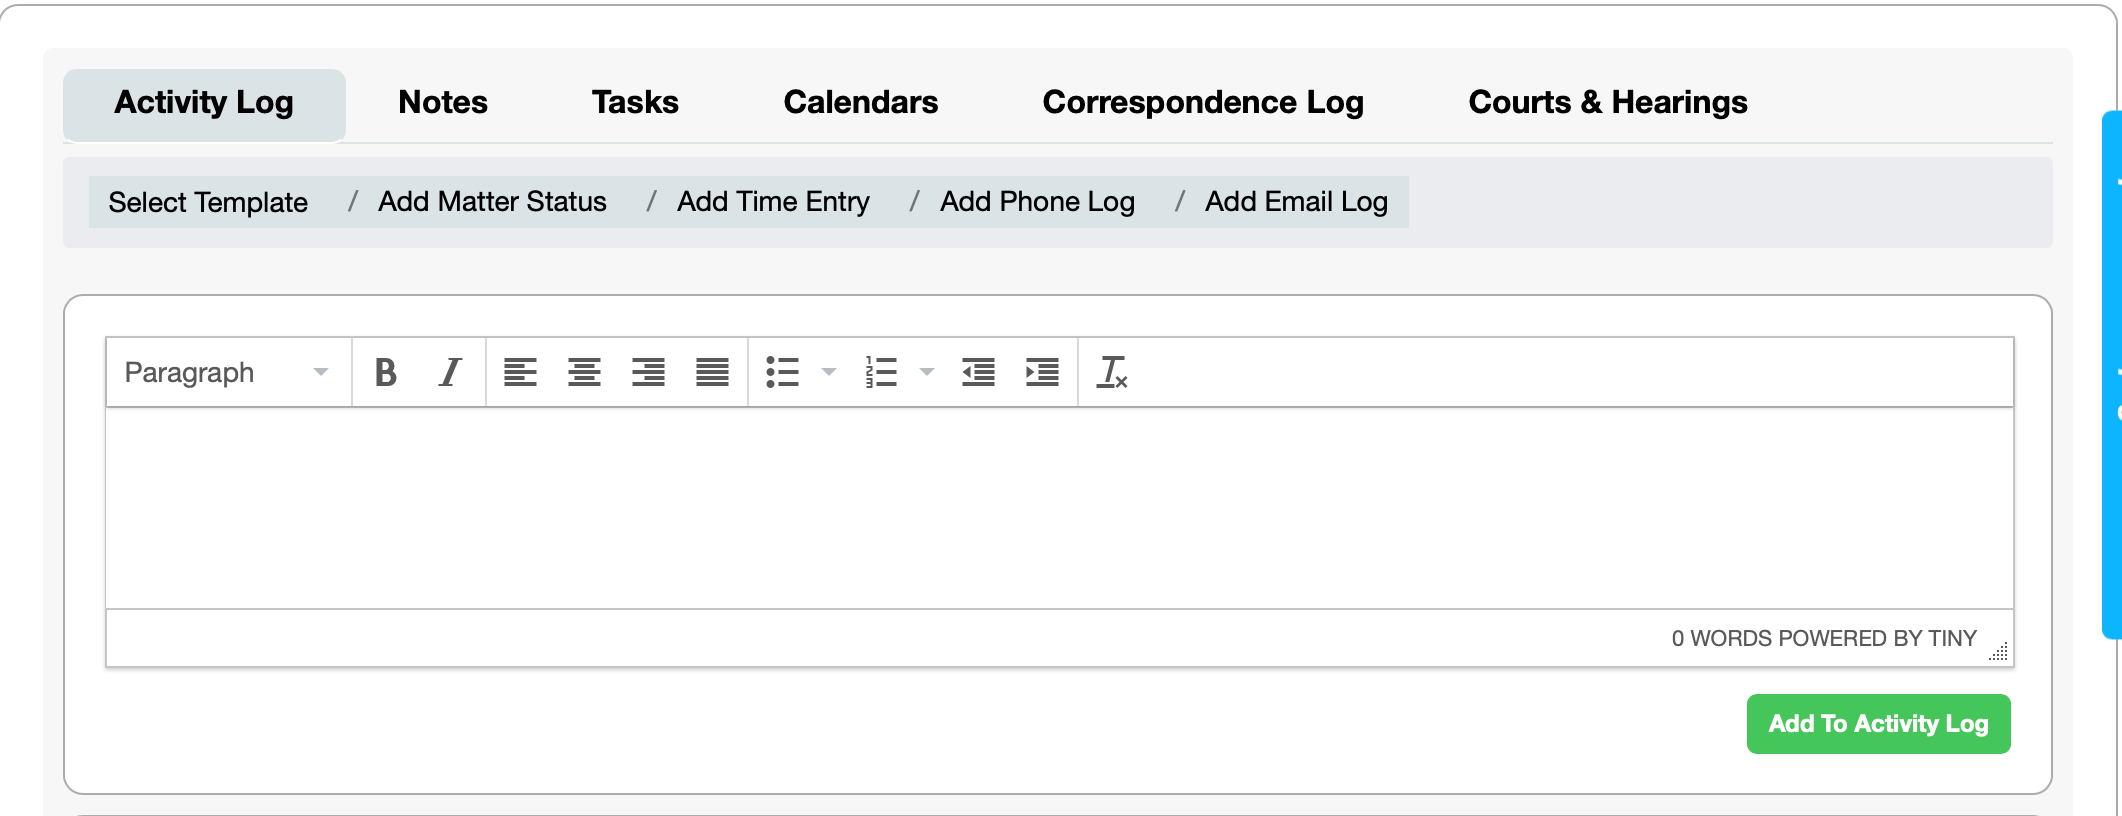 Activity Log Notes Tasks Calendars Correspondence Log Courts & Hearings
Select Template / Add Matter Status / Add Time Entry / Add Phone Log / Add Email Log
Paragraph
0 WORDS POWERED BY TINY
Add To Activity Log